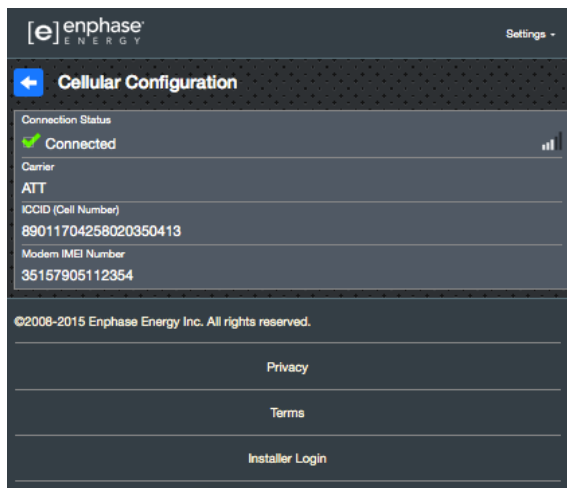 [e] enphase
ENERGY
Settings
Cellular Configuration
Connection Status
Connected
Carrier
ATT
ICCID (Cell Number)
89011704258020350413
Modem IMEI Number
35157905112354
©2008-2015 Enphase Energy Inc. All rights reserved.
Privacy
Terms
Installer Login